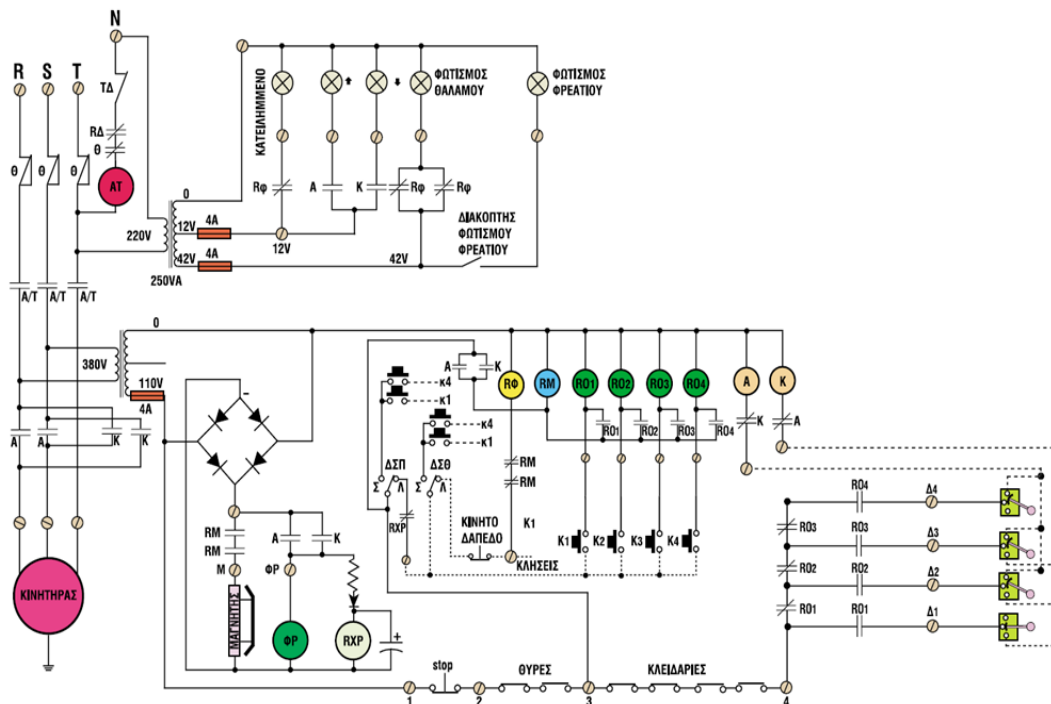 N
R S T
ΤΔ
RΔ
Θ
Θ Θ Θ
ΑΤ
ΚΑΤΕΙΛΗΜΜΕΝΟ
ΦΩΤΙΣΜΟΣ
ΘΑΛΑΜΟΥ
ΦΩΤΙΣΜΟΣ
ΦΡΕΑΤΙΟΥ
Rφ A K Rφ Rφ
0
12V 4A
12V
220V
42V 4A 42V
250VA
ΔΙΑΚΟΠΤΗΣ
ΦΩΤΙΣΜΟΥ
ΦΡΕΑΤΙΟΥ
A/T A/T A/T
0
380V
110V
4A
A A K K
-
A K
κ4
κ1
κ4
κ1
RΦ RM RO1 RO2 RO3 RO4 A K
RO1 RO2 RO3 RO4
K A
RM
RM
ΔΣΠ ΔΣΘ
Σ Λ Σ Λ
RXP
ΚΙΝΗΤΟ
ΔΑΠΕΔΟ
K1
ΚΛΗΣΕΙΣ
K1 K2 K3 K4
RO4 Δ4
RO3 RO3 Δ3
RO2 RO2 Δ2
RO1 RO1 Δ1
RM
RM
M
A K
ΦΡ
ΚΙΝΗΤΗΡΑΣ
ΜΑΓΝΗΤΗΣ
ΦΡ
RXP
+
stop ΘΥΡΕΣ ΚΛΕΙΔΑΡΙΕΣ
1 2 3 4